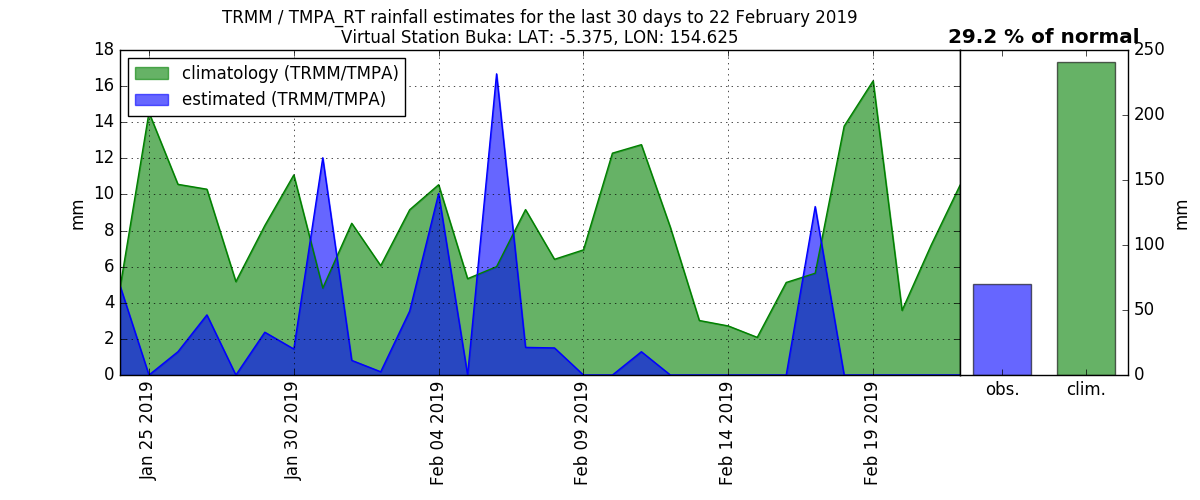 TRMM / TMPA_RT rainfall estimates for the last 30 days to 22 February 2019
Virtual Station Buka: LAT: -5.375, LON: 154.625
29.2 % of normal
climatology (TRMM/TMPA)
estimated (TRMM/TMPA)
mm
18
16
14
12
10
8
6
4
2
0
Jan 25 2019
Jan 30 2019
Feb 04 2019
Feb 09 2019
Feb 14 2019
Feb 19 2019
250
200
150
100
50
0
mm
obs.
clim.